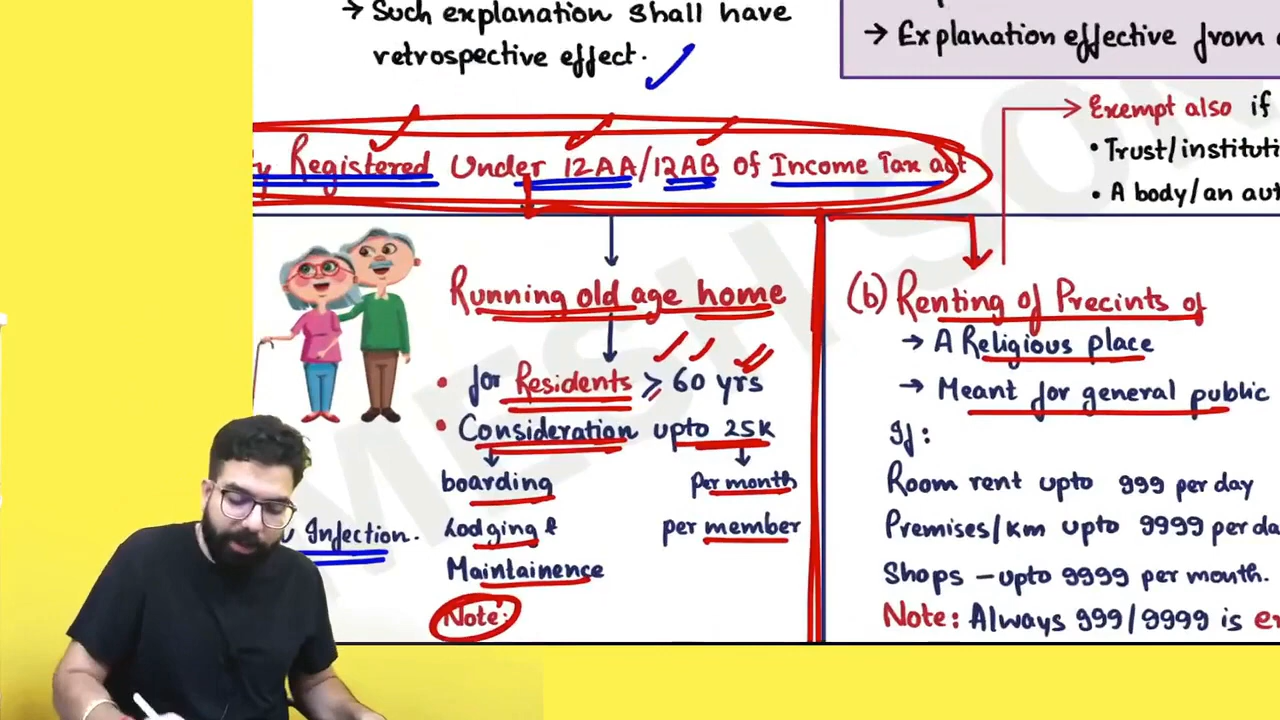 → Such explanation shall have
retrospective effect.
→ Explanation effective from
y Registered Under 12AA/12AB of Income Tax act
Exempt also if
• Trust/instituti
• A body/an aut
Running old age home
• for Residents ≥ 60 yrs
• Consideration upto 25K
boarding per month
Lodging & per member
Maintainence
Injection.
Note:
(b) Renting of Precints of
→ A Religious place
→ Meant for general public
If:
Room rent upto 999 per day
Premises/Km upto 9999 per da
Shops – upto 9999 per month.
Note: Always 999/9999 is ex